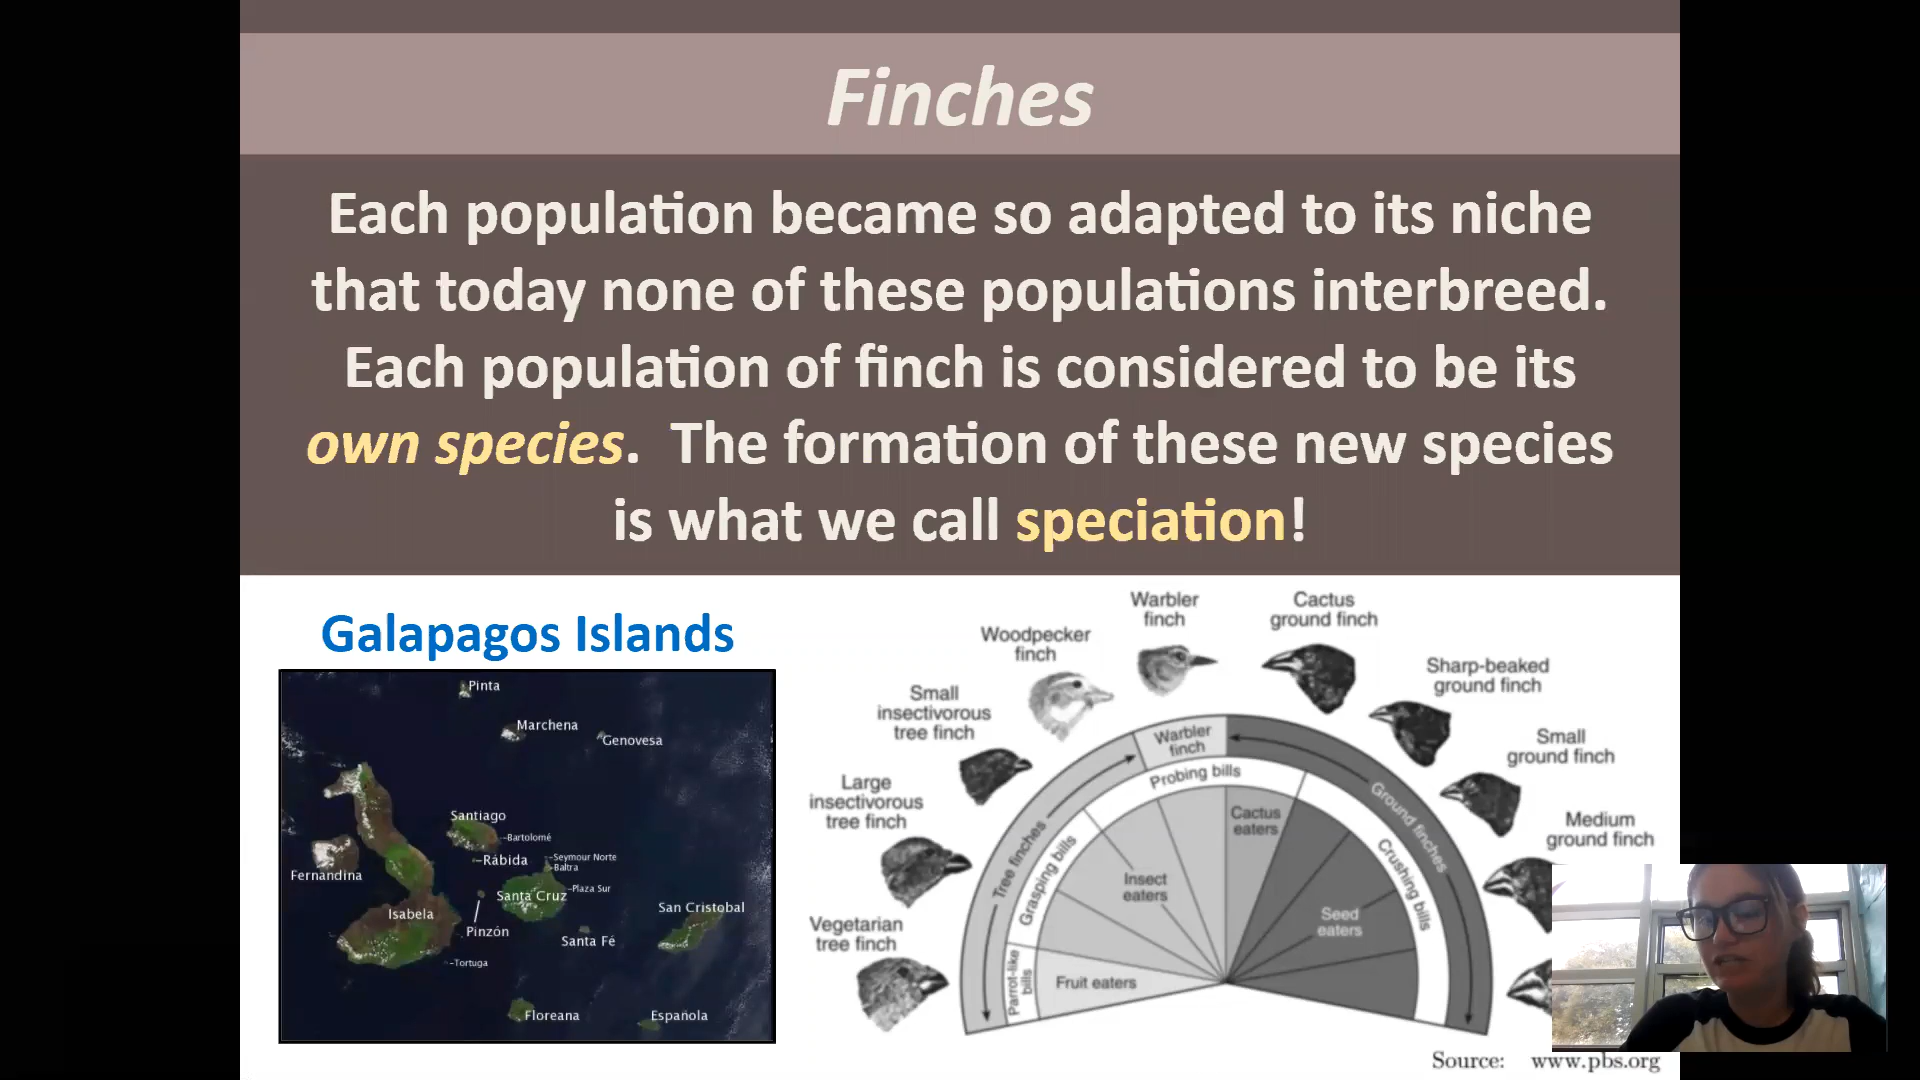 Finches
Each population became so adapted to its niche
that today none of these populations interbreed.
Each population of finch is considered to be its
own species. The formation of these new species
is what we call speciation!
Galapagos Islands
Pinta
Marchena
Genovesa
Santiago
Bartolomé
Rábida
Seymour Norte
Baltra
Fernandina
Santa Cruz
Plaza Sur
Isabela
Pinzón
San Cristobal
Santa Fé
Tortuga
Floreana
Española
Vegetarian
tree finch
Large
insectivorous
tree finch
Small
insectivorous
tree finch
Woodpecker
finch
Warbler
finch
Cactus
ground finch
Sharp-beaked
ground finch
Small
ground finch
Medium
ground finch
Tree finches
Warbler
finch
Ground finches
Parrot-like
bills
Grasping bills
Probing bills
Crushing bills
Fruit eaters
Insect
eaters
Cactus
eaters
Seed
eaters
Source: www.pbs.org